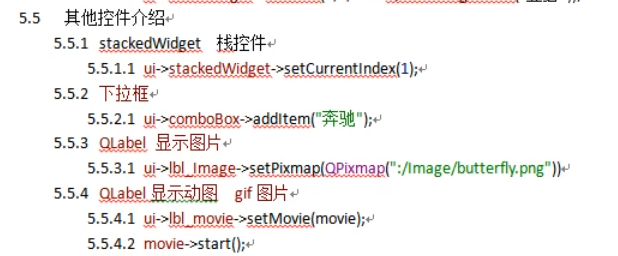 5.5 其他控件介绍
5.5.1 stackedWidget 栈控件
5.5.1.1 ui->stackedWidget->setCurrentIndex(1);
5.5.2 下拉框
5.5.2.1 ui->comboBox->addItem("奔驰");
5.5.3 QLabel 显示图片
5.5.3.1 ui->lbl_Image->setPixmap(QPixmap(":/Image/butterfly.png"))
5.5.4 QLabel 显示动图 gif 图片
5.5.4.1 ui->lbl_movie->setMovie(movie);
5.5.4.2 movie->start();